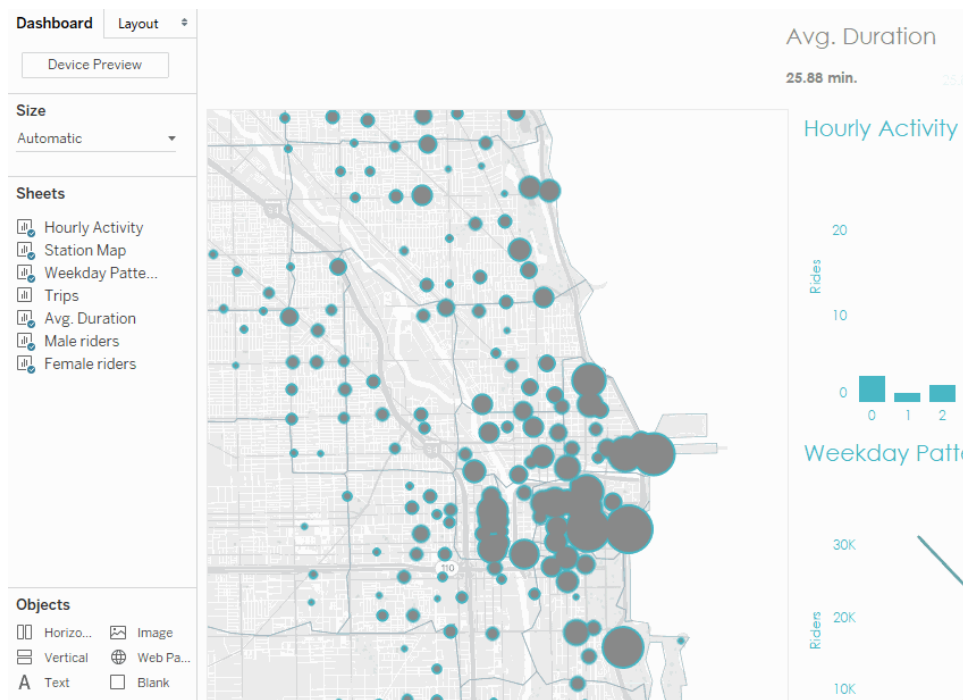 Dashboard Layout
Device Preview
Size
Automatic
Sheets
Hourly Activity
Station Map
Weekday Patte...
Trips
Avg. Duration
Male riders
Female riders
Objects
Horizo... Image
Vertical Web Pa...
A Text Blank
110
Avg. Duration
25.88 min.
Hourly Activity
20
Rides
10
0
0 1 2
Weekday Patte
30K
Riders
20K
10K